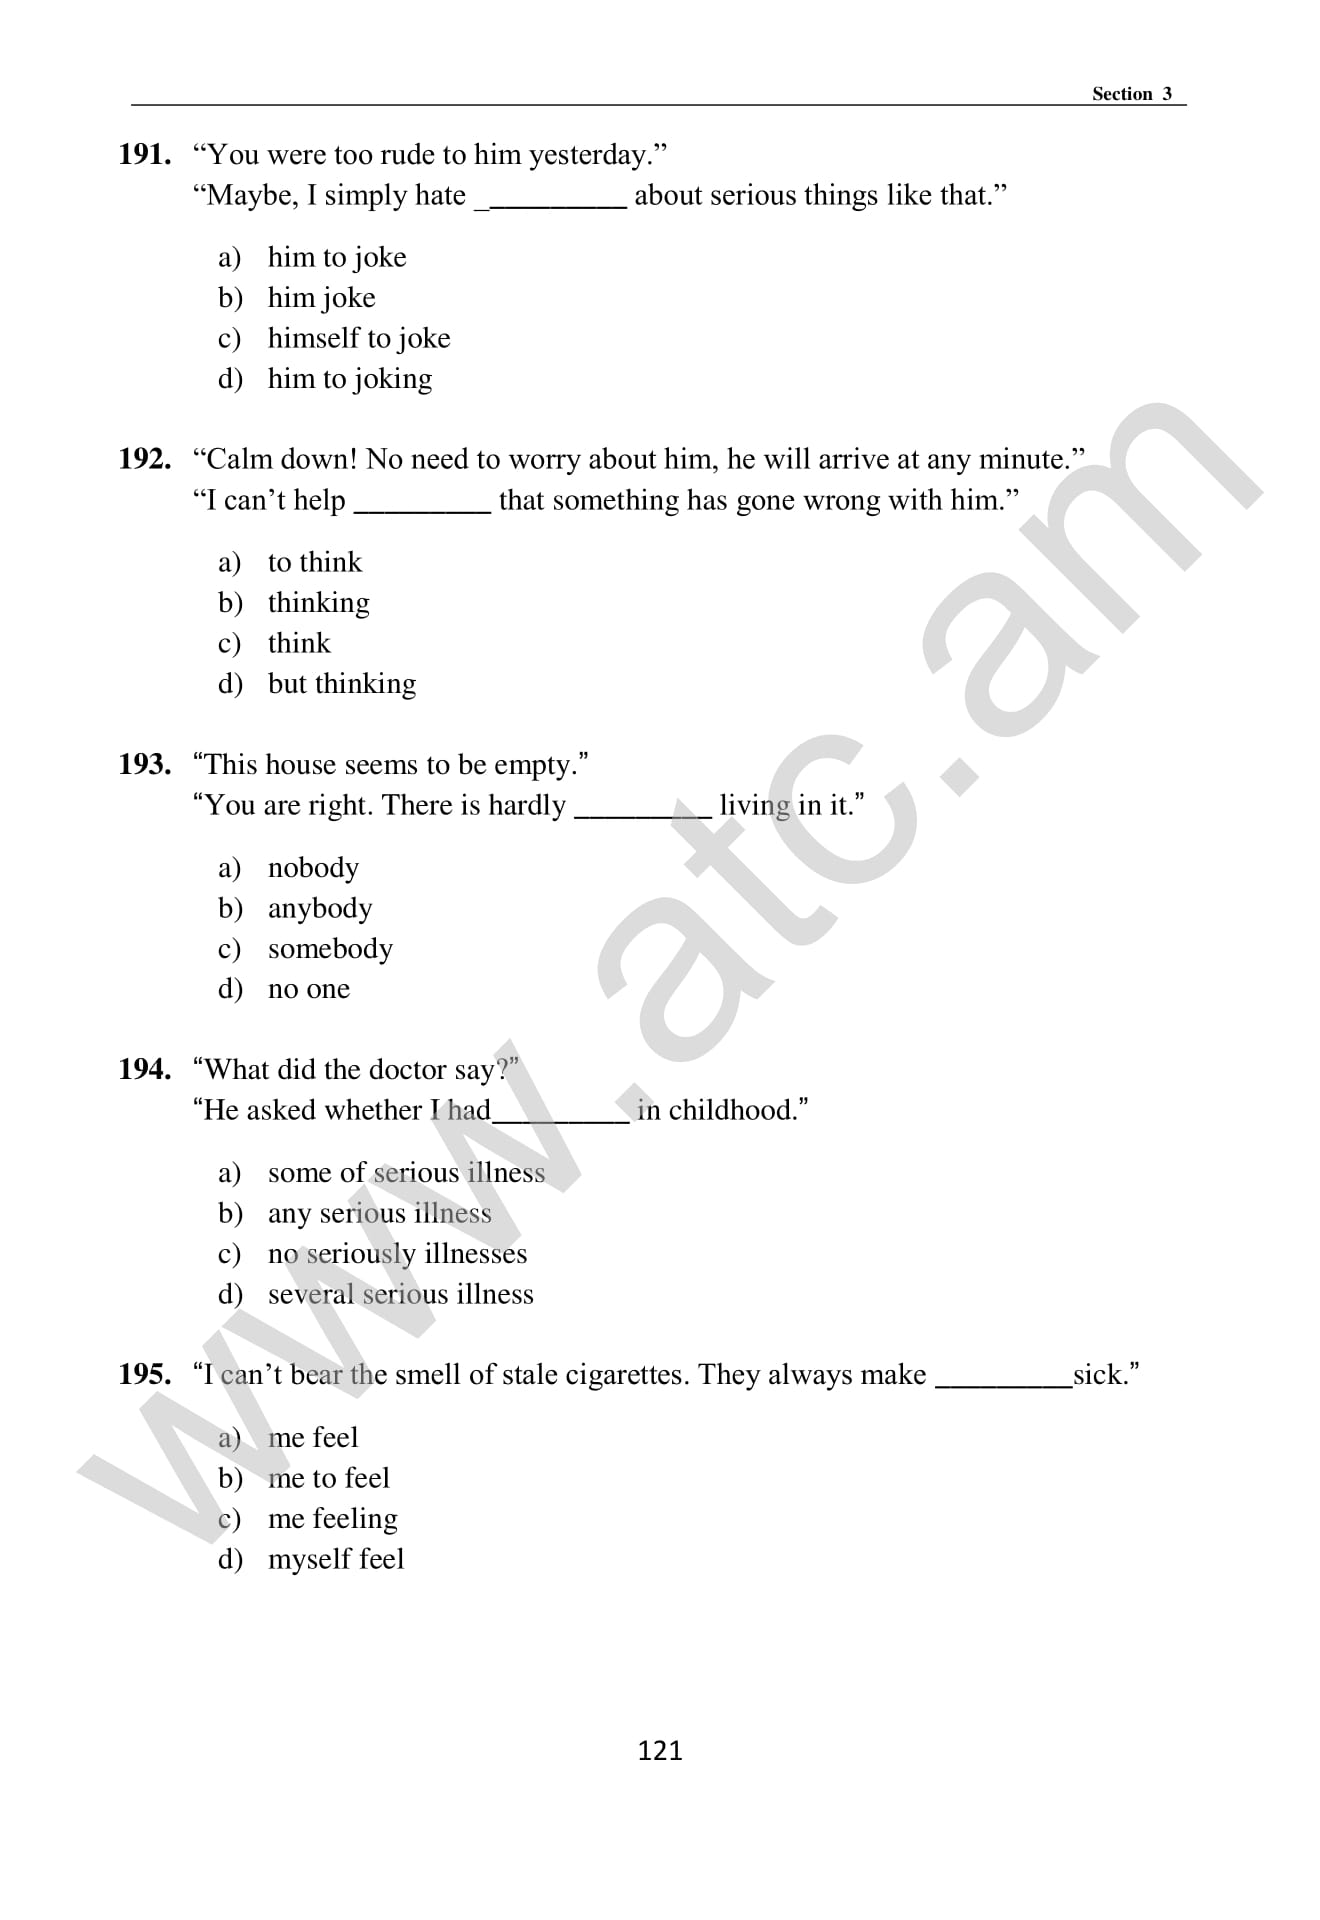 Section 3
191. “You were too rude to him yesterday.”
“Maybe, I simply hate __________ about serious things like that.”
a) him to joke
b) him joke
c) himself to joke
d) him to joking
192. “Calm down! No need to worry about him, he will arrive at any minute.”
“I can’t help _________ that something has gone wrong with him.”
a) to think
b) thinking
c) think
d) but thinking
193. “This house seems to be empty.”
“You are right. There is hardly _________ living in it.”
a) nobody
b) anybody
c) somebody
d) no one
194. “What did the doctor say?”
“He asked whether I had_________ in childhood.”
a) some of serious illness
b) any serious illness
c) no seriously illnesses
d) several serious illness
195. “I can’t bear the smell of stale cigarettes. They always make _________sick.”
a) me feel
b) me to feel
c) me feeling
d) myself feel
121
www.atc.am